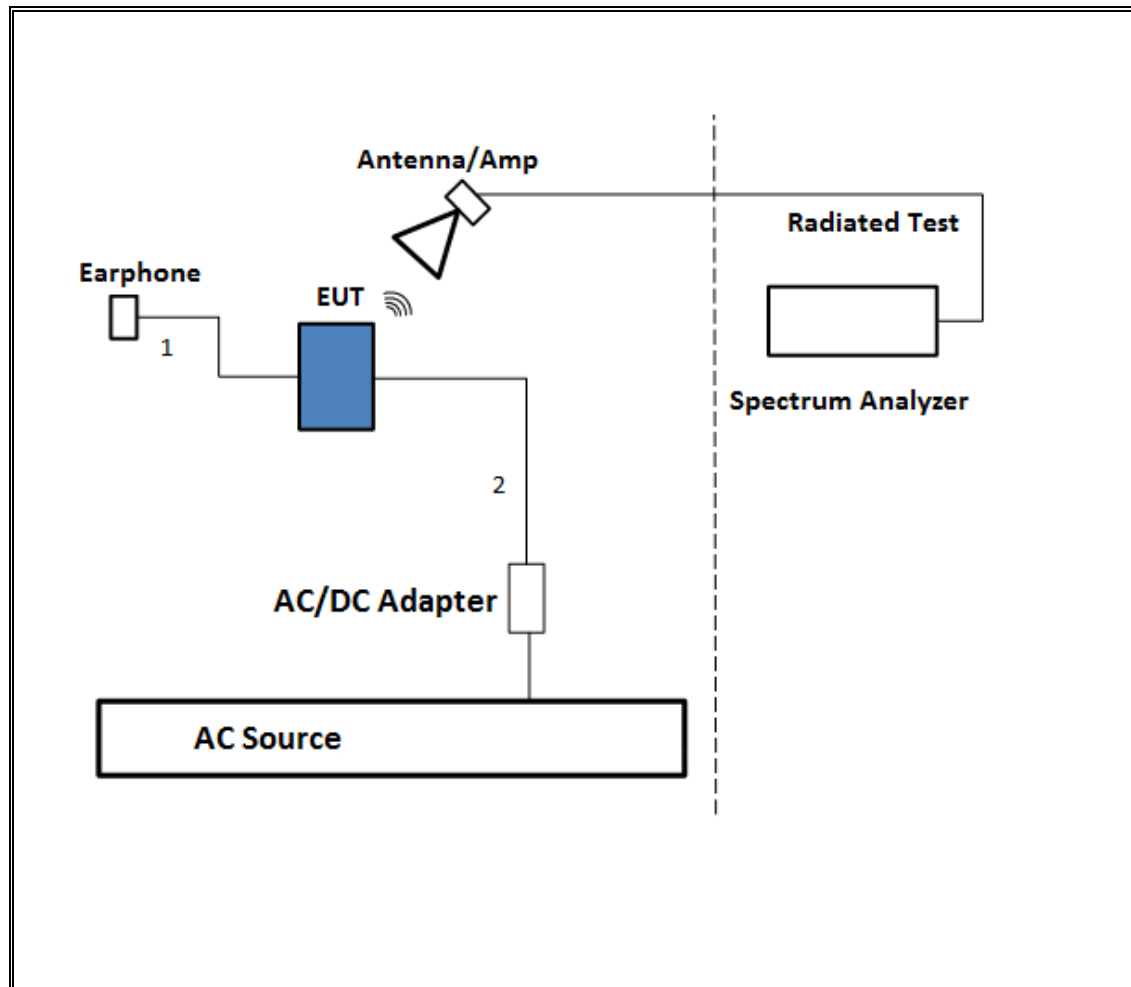 Antenna/Amp
Radiated Test
Earphone
EUT
1
Spectrum Analyzer
2
AC/DC Adapter
AC Source